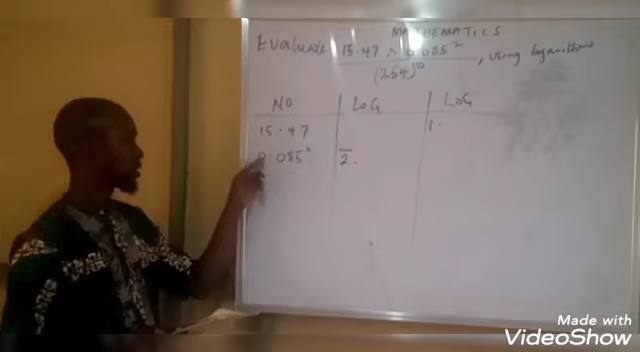 MATHEMATICS
Evaluate 15.47 × 0.085²
(254)^½ , using logarithms
NO LOG LOG
15.47 1.
0.085² 2̅.
Made with
VideoShow